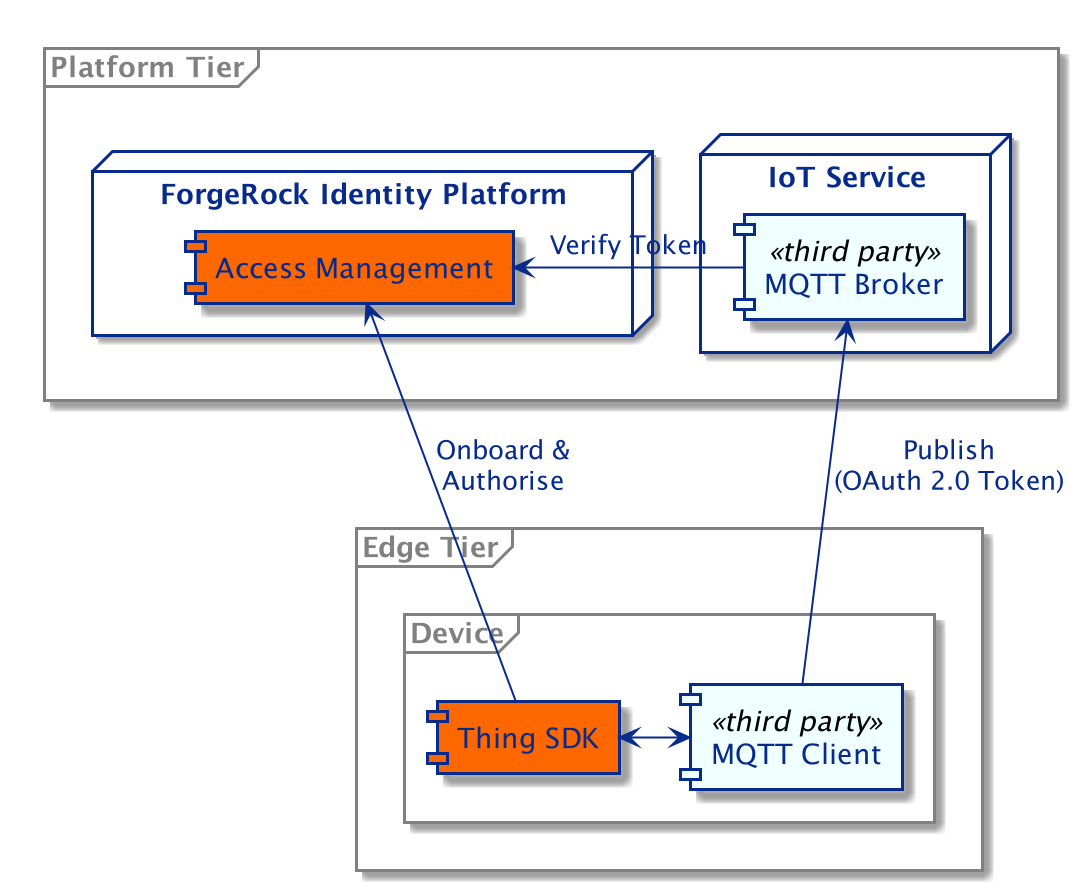 Platform Tier
ForgeRock Identity Platform
IoT Service
Access Management
Verify Token
«third party»
MQTT Broker
Onboard &
Authorise
Publish
(OAuth 2.0 Token)
Edge Tier
Device
Thing SDK
«third party»
MQTT Client